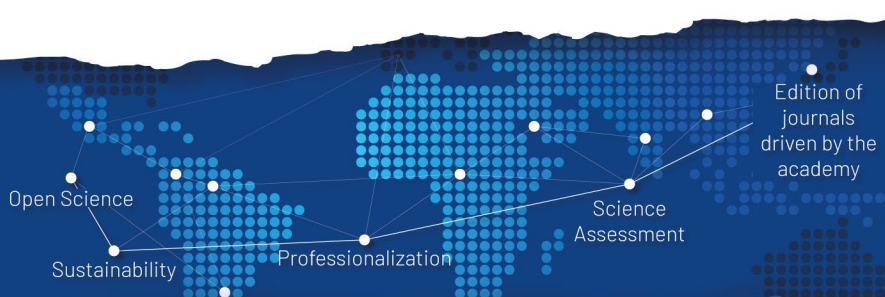 Open Science
Sustainability
Professionalization
Science
Assessment
Edition of
journals
driven by the
academy